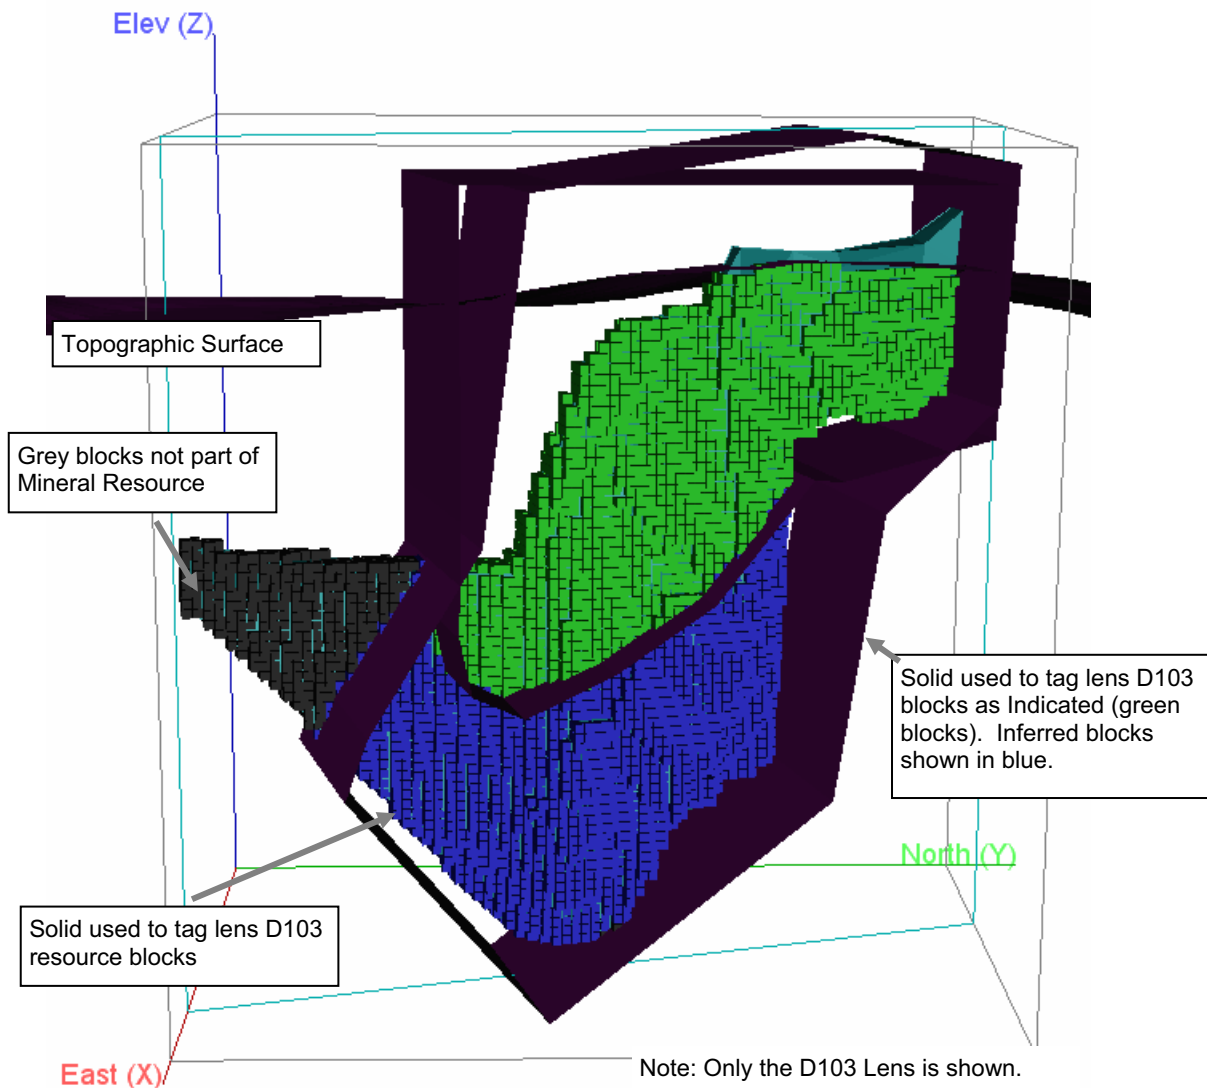 Elev (Z)
Topographic Surface
Grey blocks not part of
Mineral Resource
Solid used to tag lens D103
blocks as Indicated (green
blocks).  Inferred blocks
shown in blue.
North (Y)
Solid used to tag lens D103
resource blocks
East (X)
Note: Only the D103 Lens is shown.